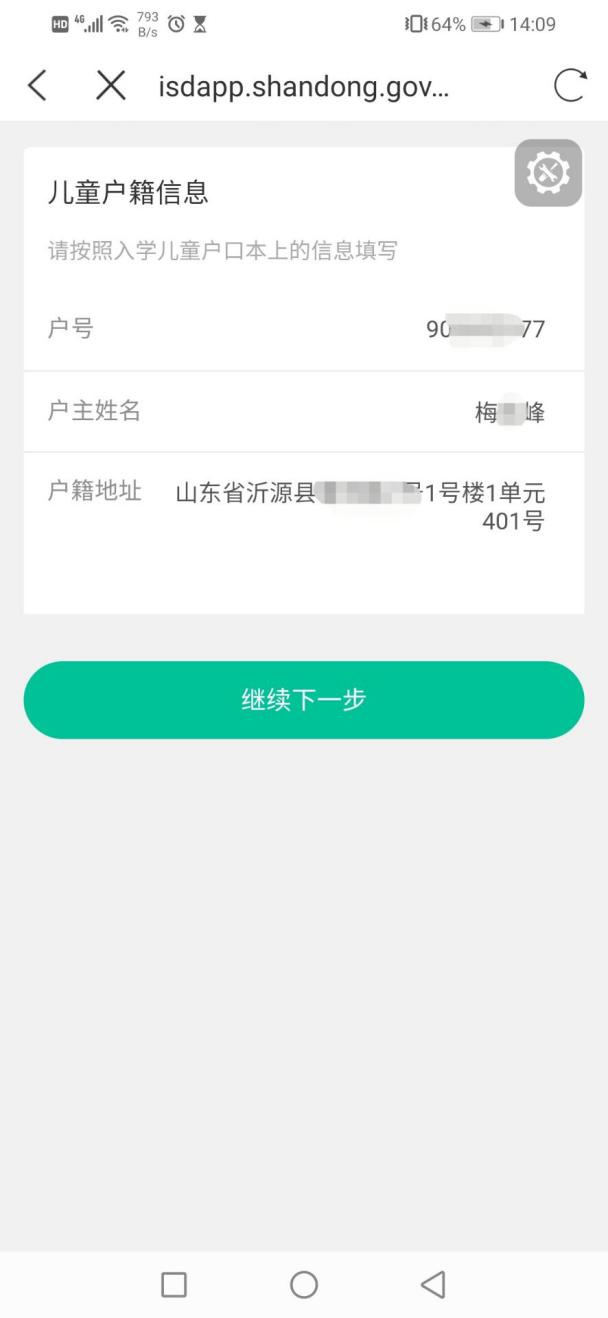 HD 4G 793 B/s 64% 14:09
isdapp.shandong.gov...
儿童户籍信息
请按照入学儿童户口本上的信息填写
户号 90 77
户主姓名 梅 峰
户籍地址 山东省沂源县 1号楼1单元
401号
继续下一步